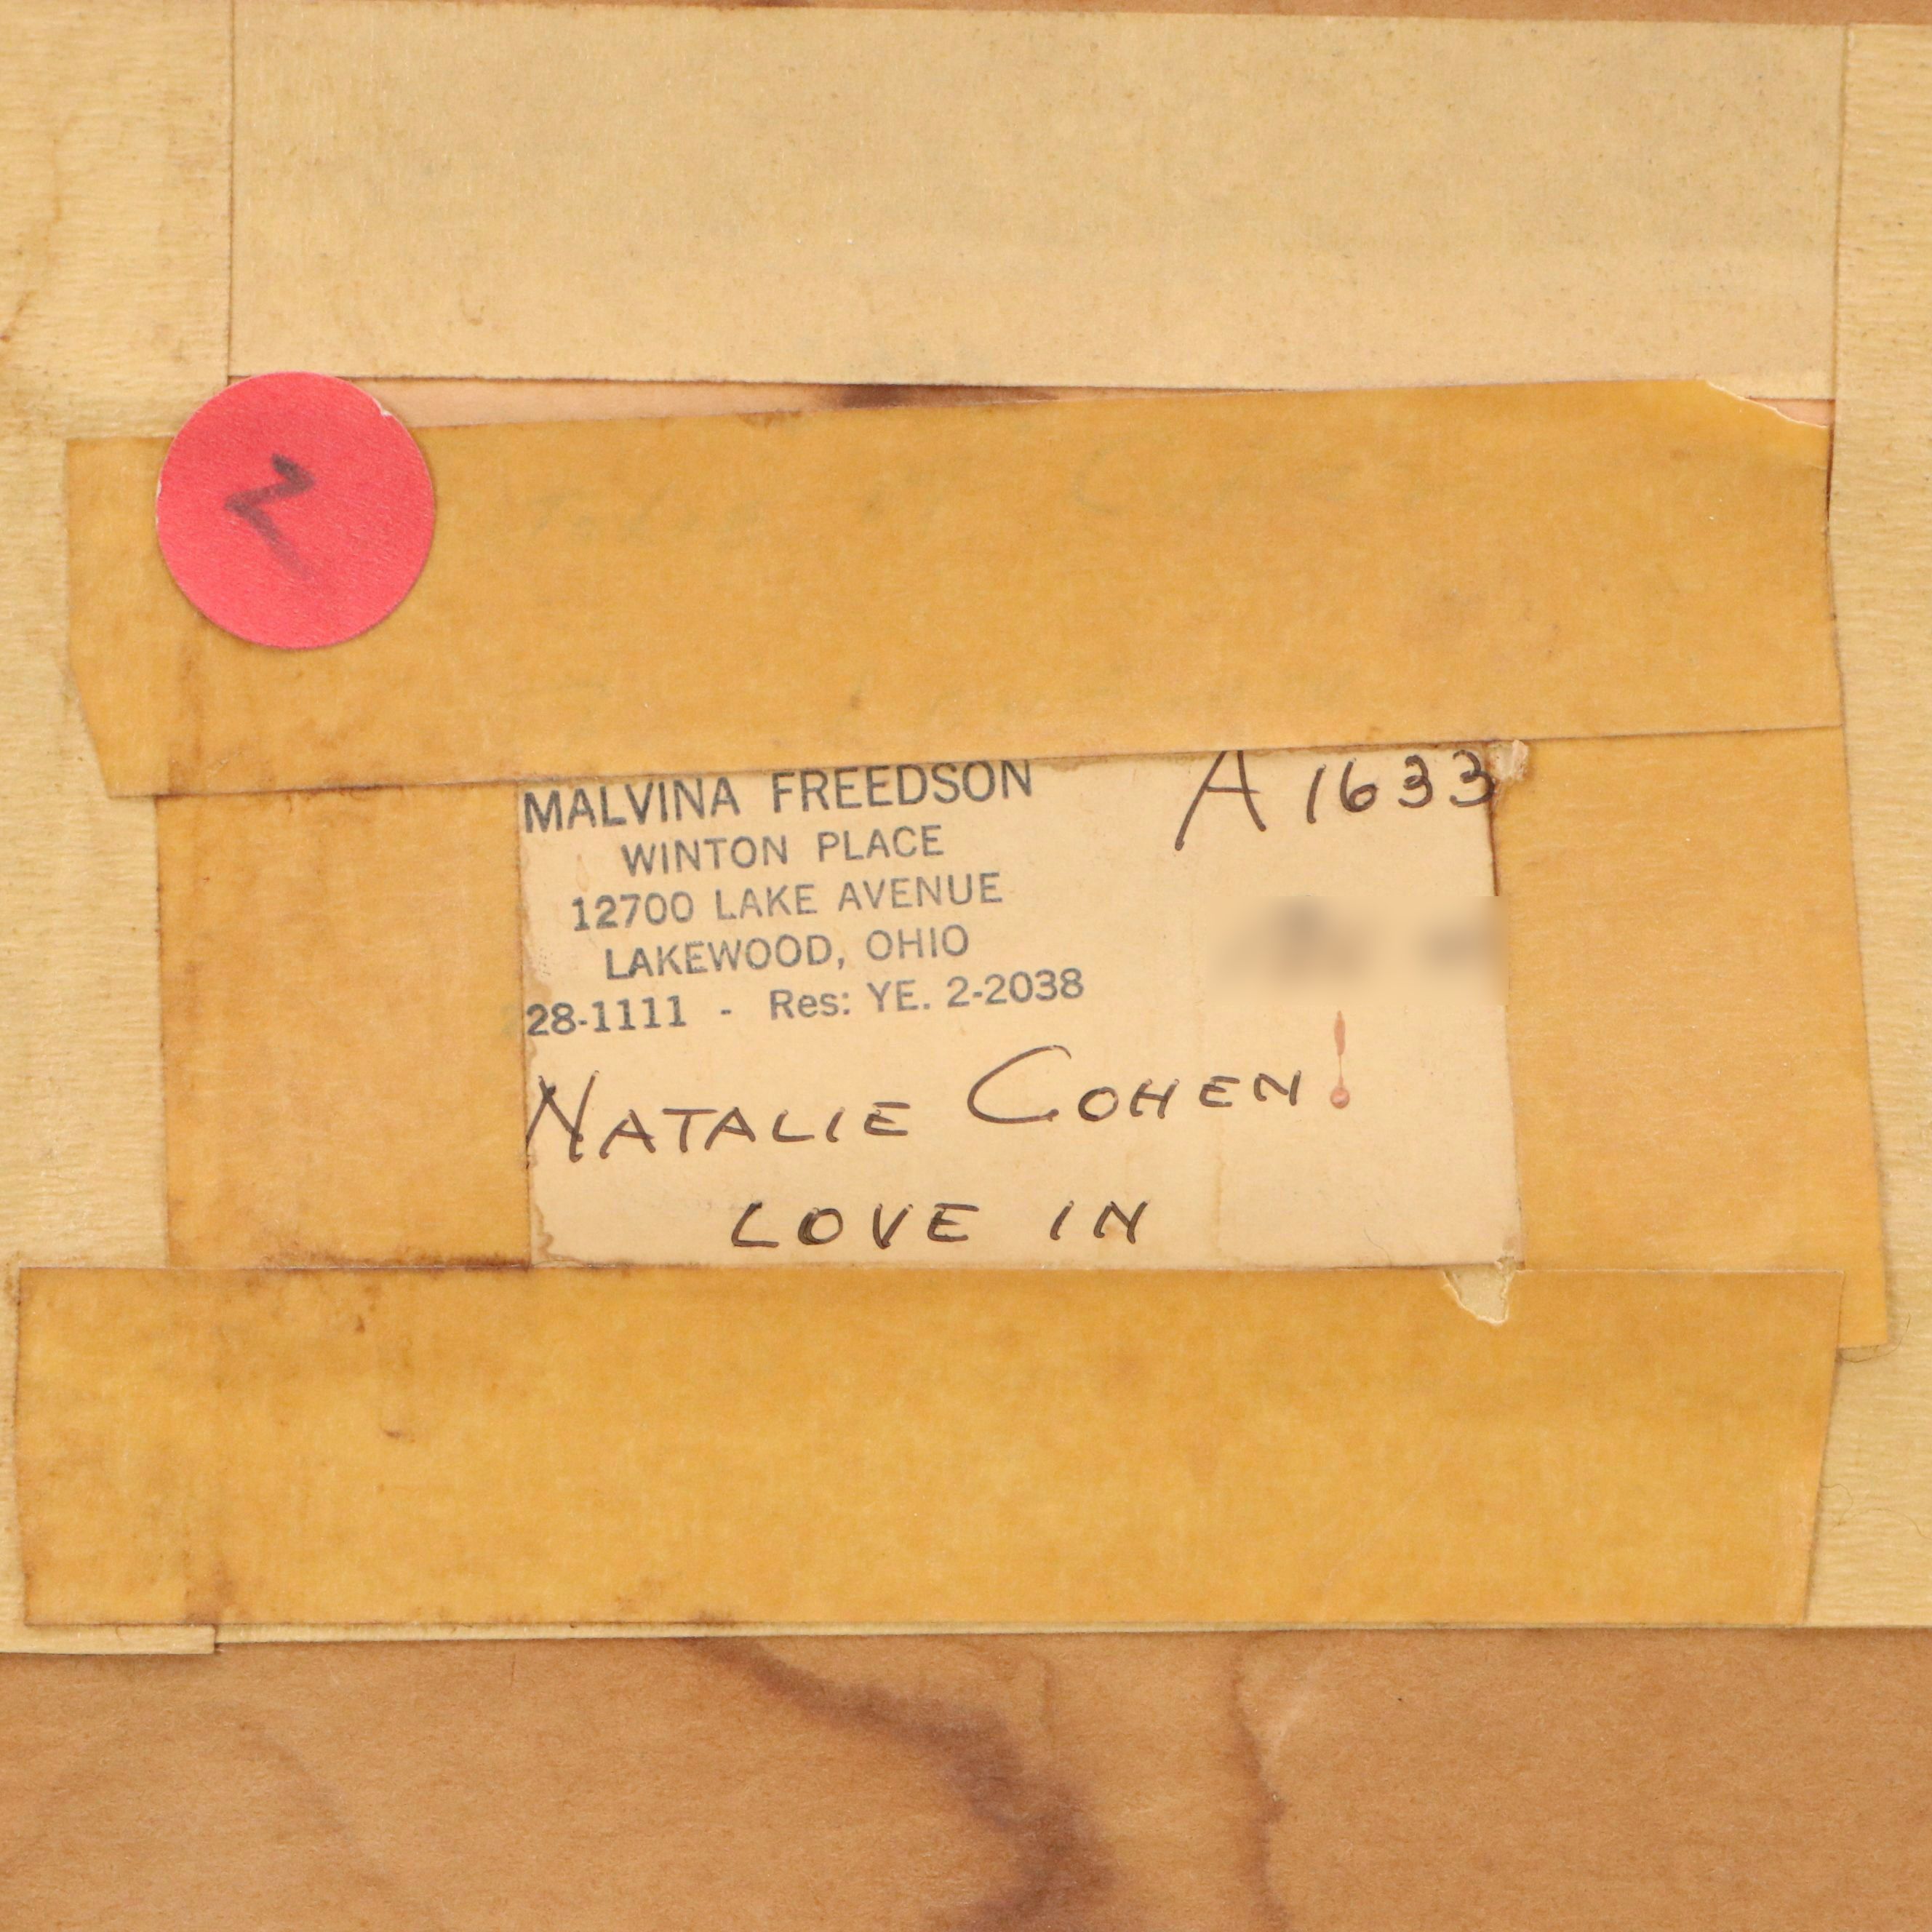 MALVINA FREEDSON
A 1633
WINTON PLACE
12700 LAKE AVENUE
LAKEWOOD, OHIO
28-1111 - Res: YE. 2-2038
NATALIE COHEN
LOVE IN